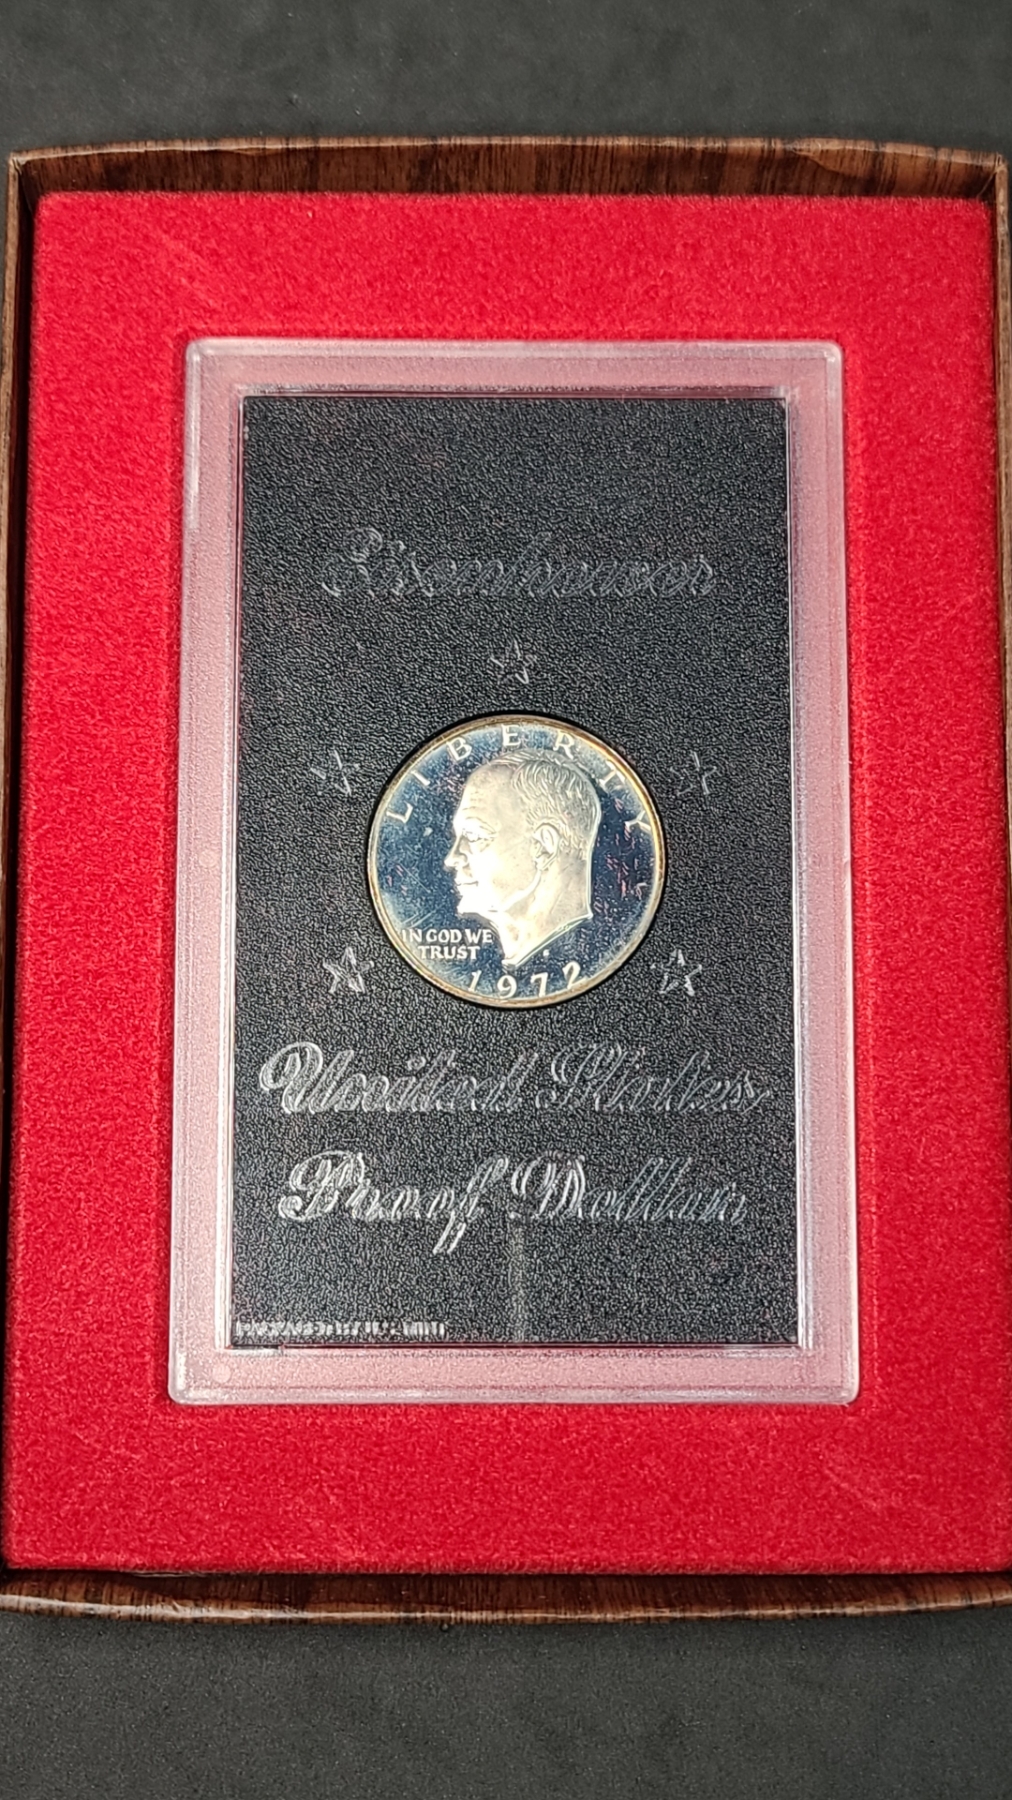 Eisenhower
LIBERTY
IN GOD WE
TRUST
1972
United States
Proof Dollar